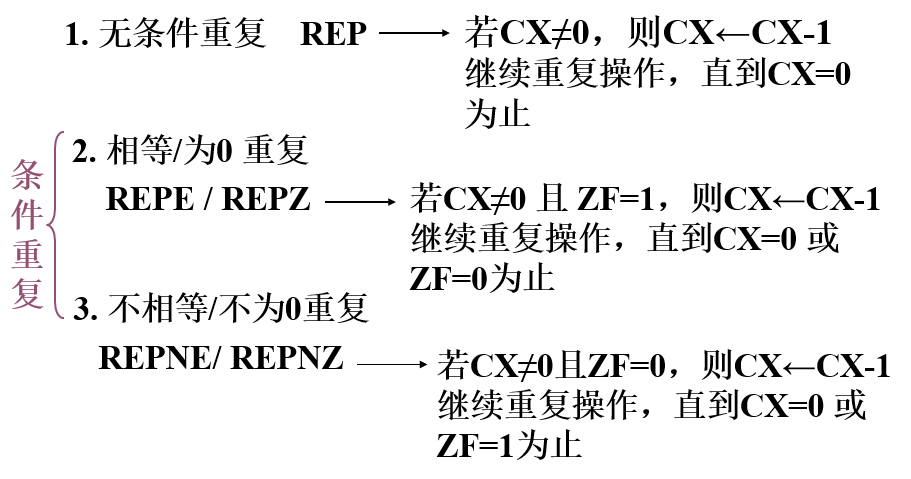 1. 无条件重复 REP → 若CX≠0，则CX←CX-1
继续重复操作，直到CX=0
为止
条件重复
2. 相等/为0 重复
REPE / REPZ → 若CX≠0 且 ZF=1，则CX←CX-1
继续重复操作，直到CX=0 或
ZF=0为止
3. 不相等/不为0重复
REPNE/ REPNZ → 若CX≠0且ZF=0，则CX←CX-1
继续重复操作，直到CX=0 或
ZF=1为止